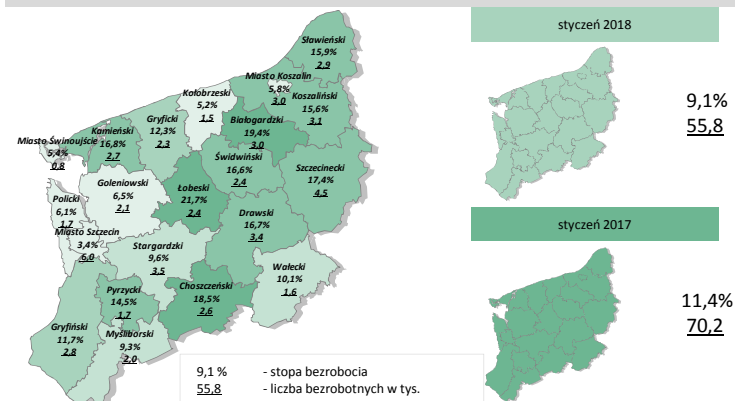 Sławieński
15,9%
2,9
Miasto Koszalin
5,8%
3,0
Koszaliński
15,6%
3,1
Kołobrzeski
5,2%
1,5
Białogardzki
19,4%
3,0
Gryficki
12,3%
2,3
Kamieński
16,8%
2,7
Miasto Świnoujście
5,4%
0,8
Świdwiński
16,6%
2,4
Szczecinecki
17,4%
4,5
Goleniowski
6,5%
2,1
Łobeski
21,7%
2,4
Policki
6,1%
1,7
Miasto Szczecin
3,4%
6,0
Drawski
16,7%
3,4
Stargardzki
9,6%
3,5
Wałecki
10,1%
1,6
Choszczeński
18,5%
2,6
Pyrzycki
14,5%
1,7
Gryfiński
11,7%
2,8
Myśliborski
9,3%
2,0
9,1 % - stopa bezrobocia
55,8 - liczba bezrobotnych w tys.
styczeń 2018
9,1%
55,8
styczeń 2017
11,4%
70,2